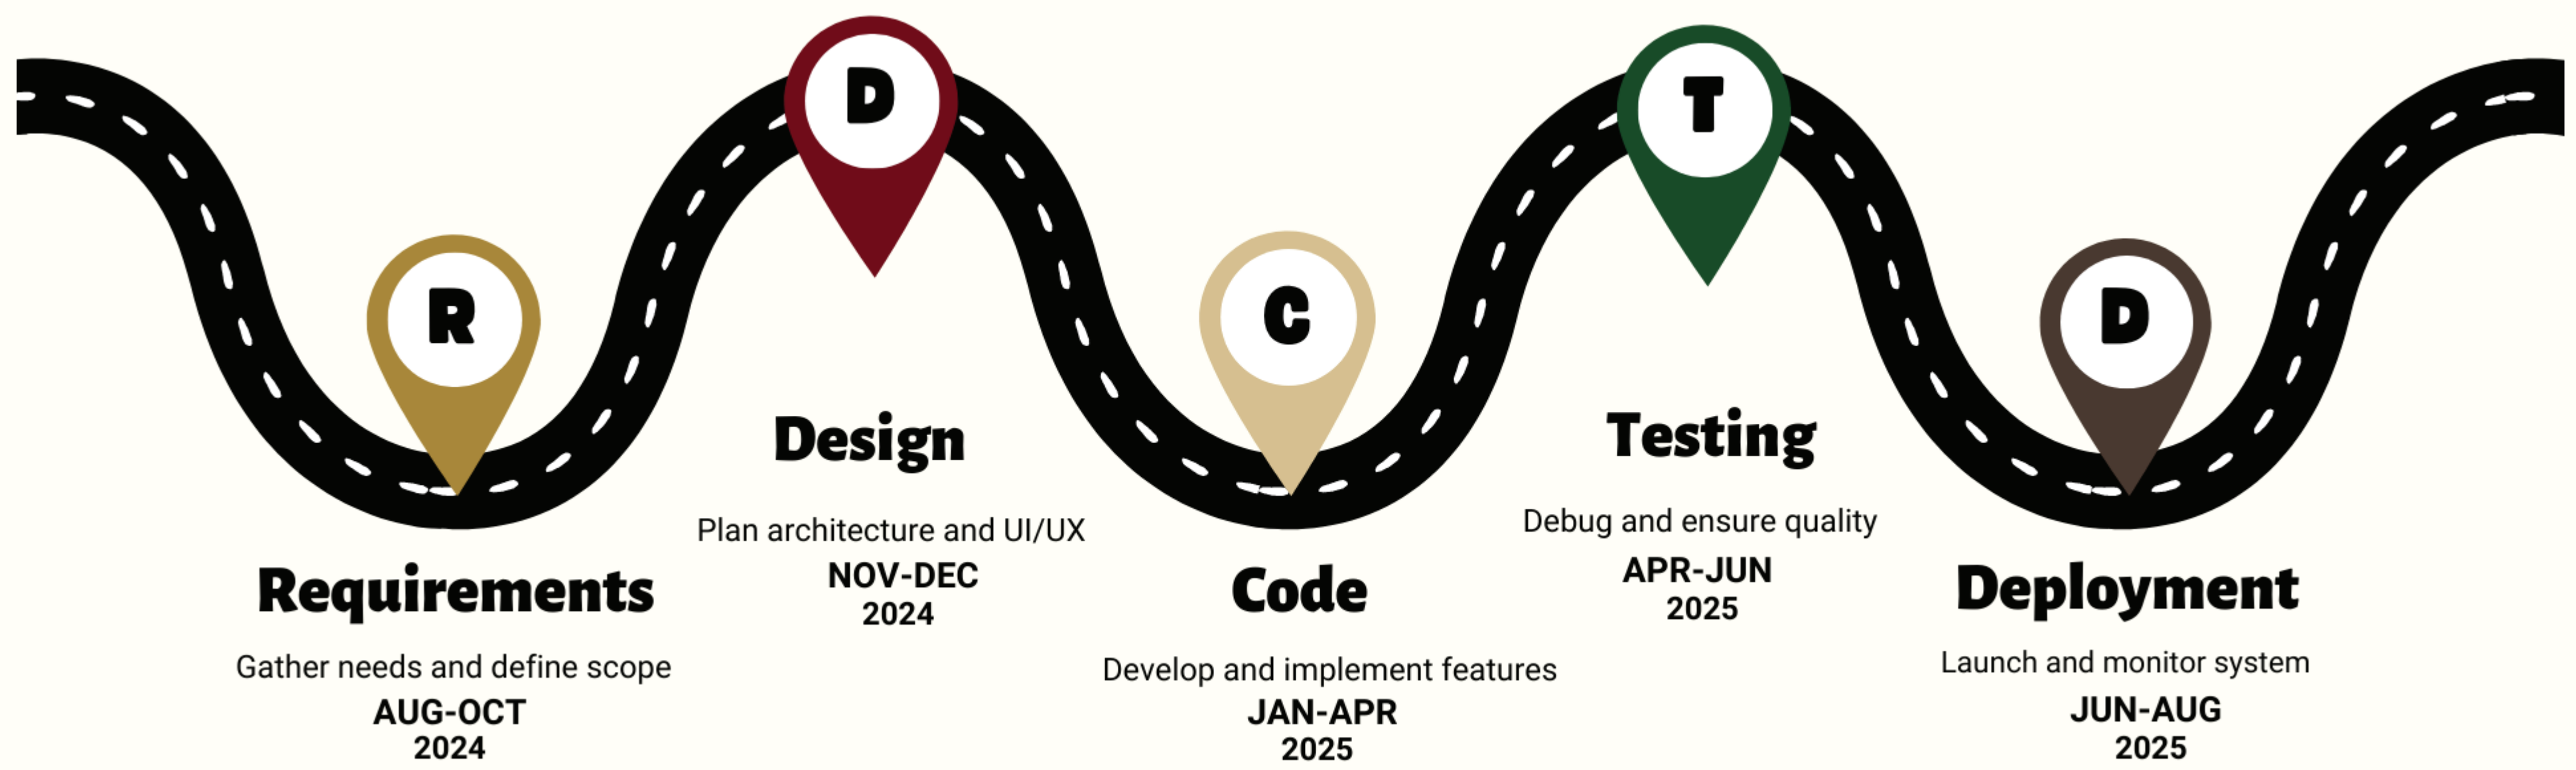 R
Requirements
Gather needs and define scope
AUG-OCT
2024
D
Design
Plan architecture and UI/UX
NOV-DEC
2024
C
Code
Develop and implement features
JAN-APR
2025
T
Testing
Debug and ensure quality
APR-JUN
2025
D
Deployment
Launch and monitor system
JUN-AUG
2025